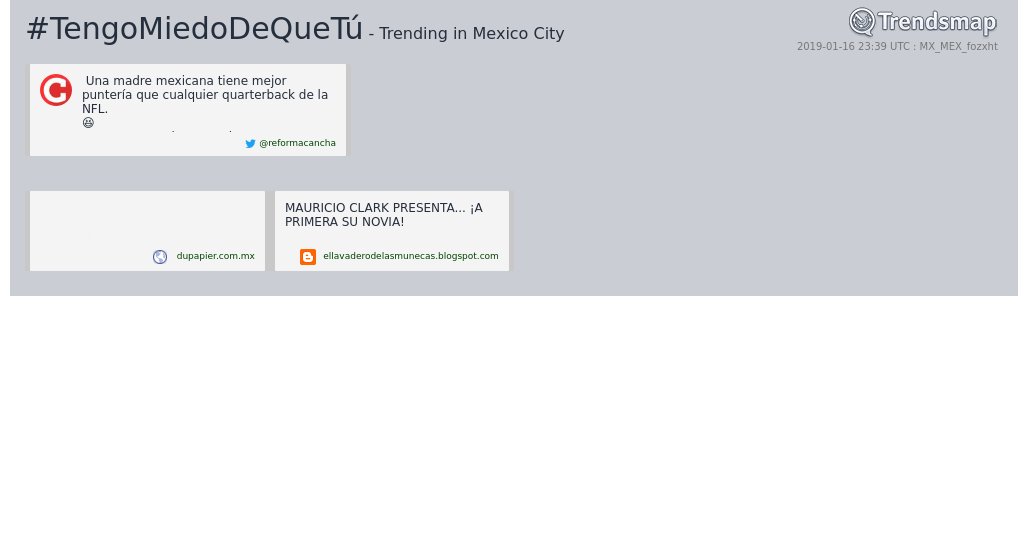 #TengoMiedoDeQueTú - Trending in Mexico City
Trendsmap
2019-01-16 23:39 UTC : MX_MEX_fozxht
Una madre mexicana tiene mejor
puntería que cualquier quarterback de la
NFL.
😆
@reformacancha
dupapier.com.mx
MAURICIO CLARK PRESENTA... ¡A
PRIMERA SU NOVIA!
ellavaderodelasmunecas.blogspot.com